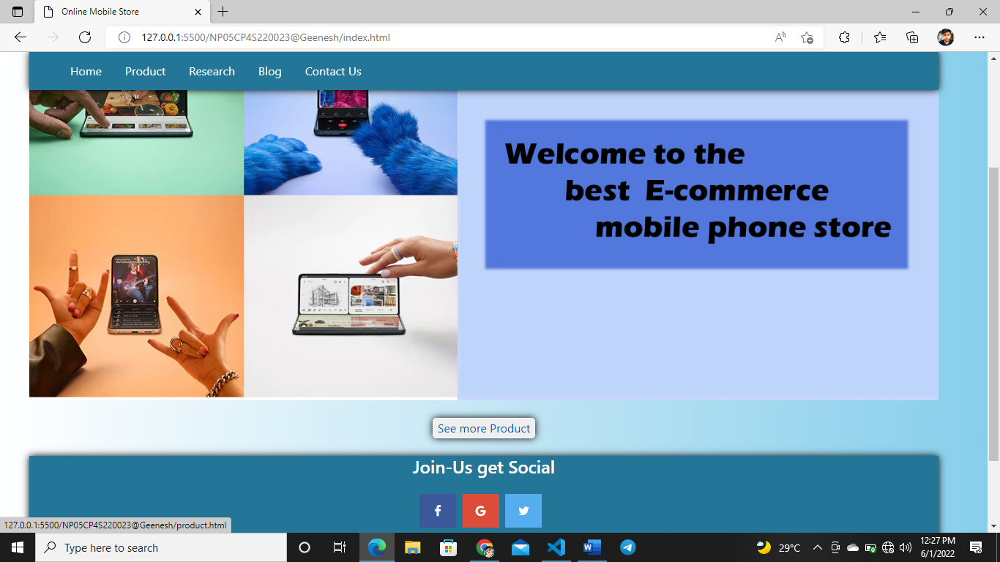 Online Mobile Store
127.0.0.1:5500/NP05CP4S220023@Geenesh/index.html
Home Product Research Blog Contact Us
Welcome to the
best E-commerce
mobile phone store
See more Product
Join-Us get Social
f G
127.0.0.1:5500/NP05CP4S220023@Geenesh/product.html
Type here to search
29°C
12:27 PM
6/1/2022